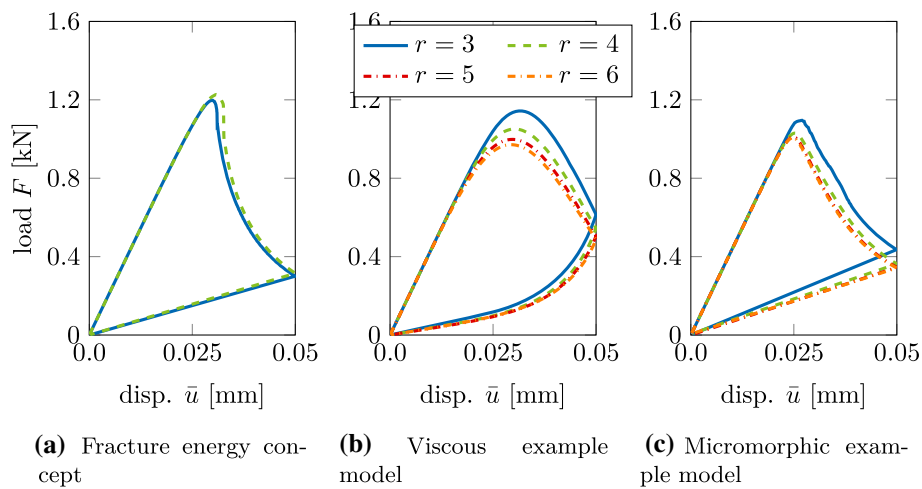 1.6 1.6 1.6
r = 3 r = 4
r = 5 r = 6
1.2 1.2 1.2
0.8 0.8 0.8
0.4 0.4 0.4
0 0 0
load F [kN]
0.0 0.025 0.05 0.0 0.025 0.05 0.0 0.025 0.05
disp. ū [mm] disp. ū [mm] disp. ū [mm]
(a) Fracture energy con-
cept
(b) Viscous example
model
(c) Micromorphic exam-
ple model